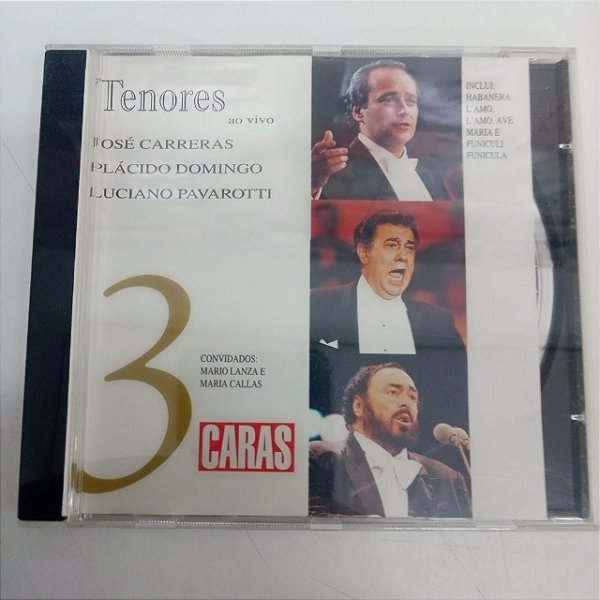 Tenores
ao vivo
JOSÉ CARRERAS
PLÁCIDO DOMINGO
LUCIANO PAVAROTTI
INCLUI:
HABANERA,
L'AMO,
L'AMO, AVE
MARIA E
FUNICULI
FUNICULA
3
CONVIDADOS:
MARIO LANZA E
MARIA CALLAS
CARAS